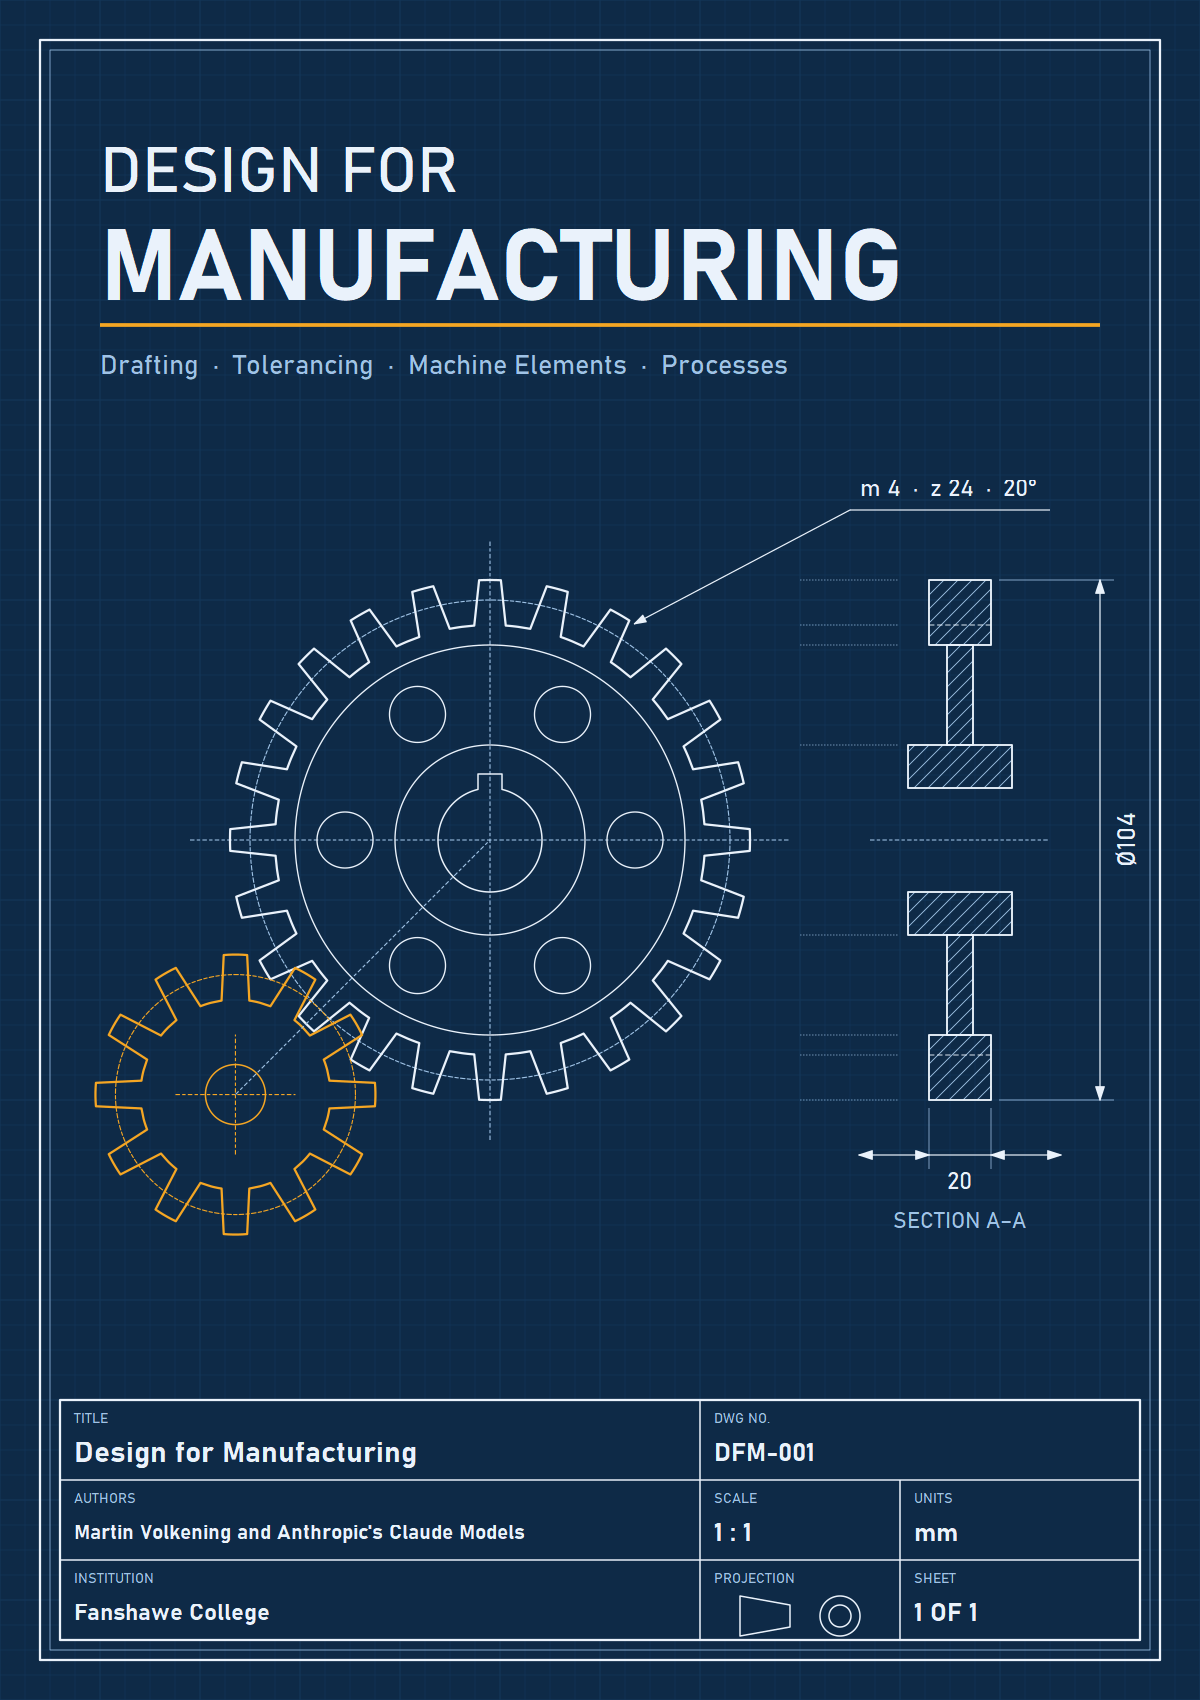 DESIGN FOR
MANUFACTURING
Drafting · Tolerancing · Machine Elements · Processes
m 4 · z 24 · 20°
Ø104
20
SECTION A–A
TITLE
Design for Manufacturing
DWG NO.
DFM-001
AUTHORS
Martin Volkening and Anthropic's Claude Models
SCALE
1 : 1
UNITS
mm
INSTITUTION
Fanshawe College
PROJECTION
SHEET
1 OF 1